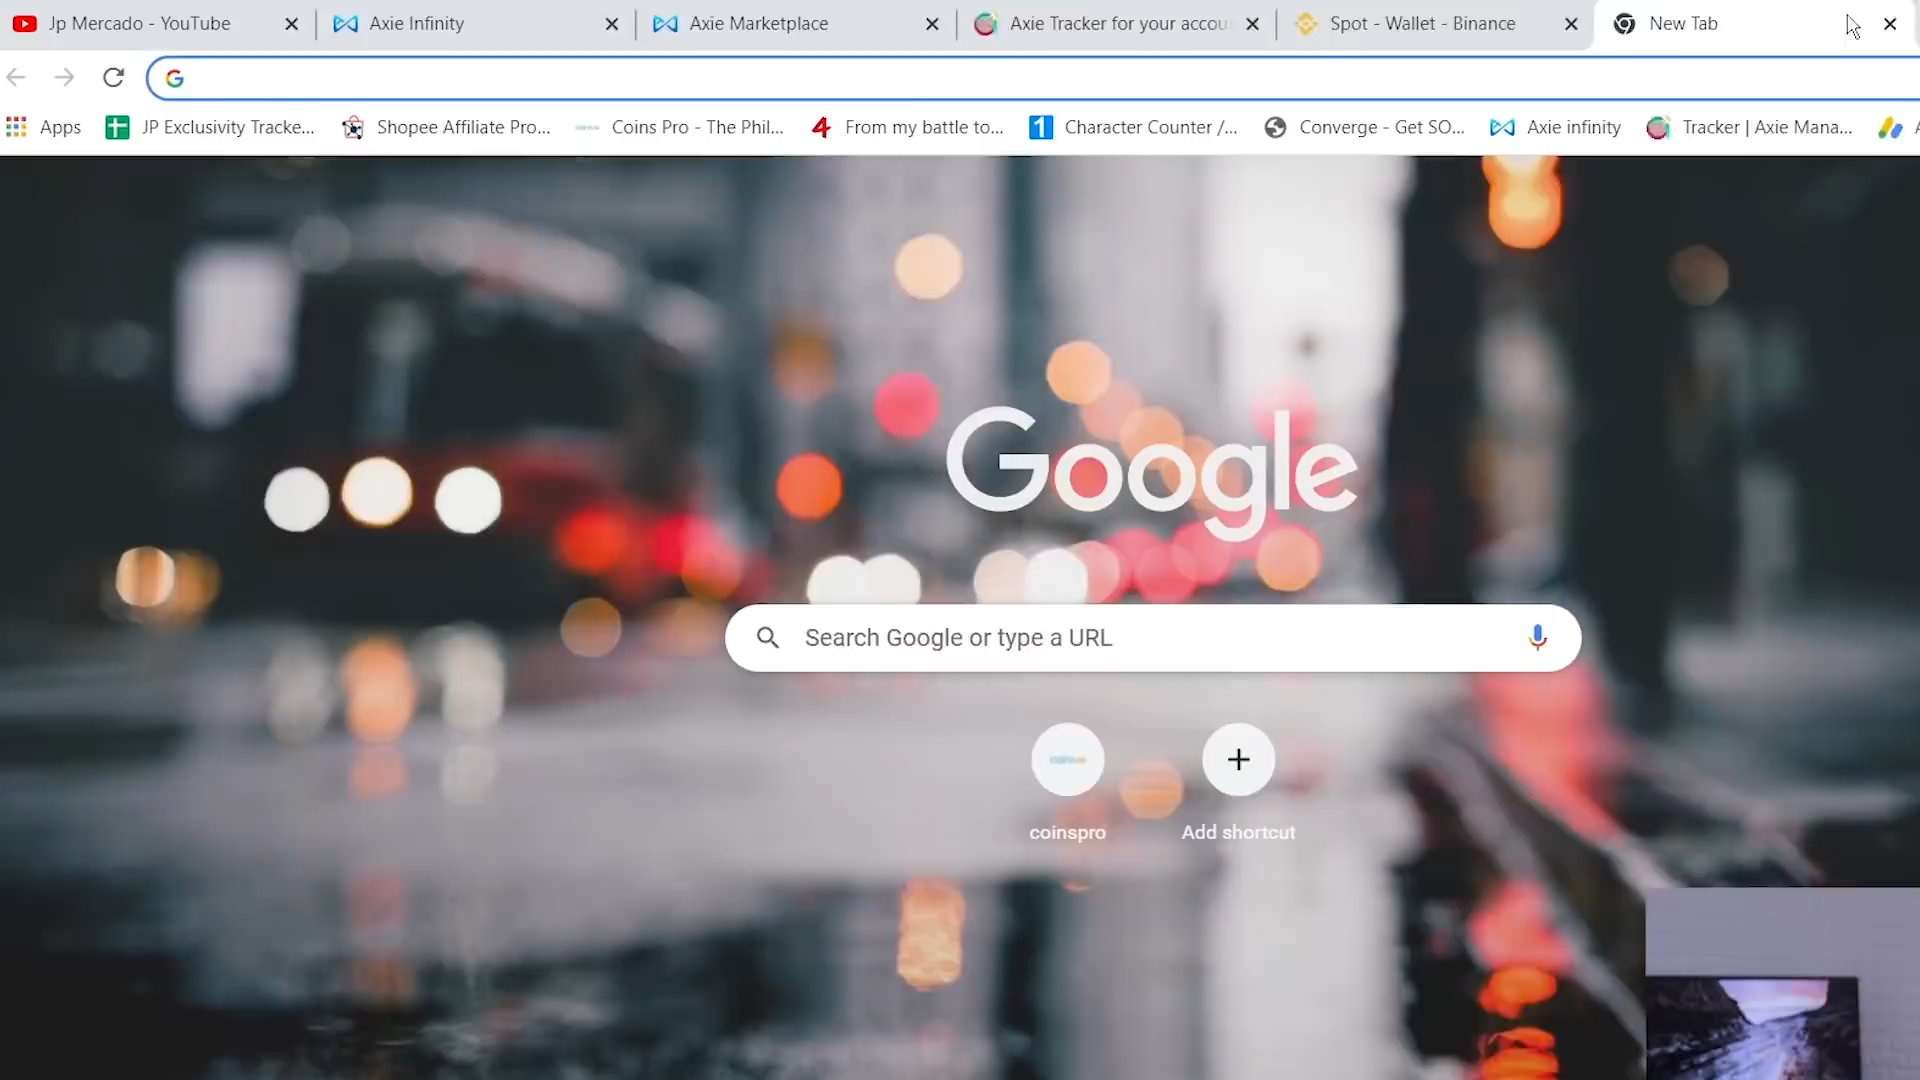 Jp Mercado - YouTube
Axie Infinity
Axie Marketplace
Axie Tracker for your accou
Spot - Wallet - Binance
New Tab
Apps
JP Exclusivity Tracke...
Shopee Affiliate Pro...
Coins Pro - The Phil...
From my battle to...
Character Counter /...
Converge - Get SO...
Axie infinity
Tracker | Axie Mana...
Google
Search Google or type a URL
coinspro
Add shortcut